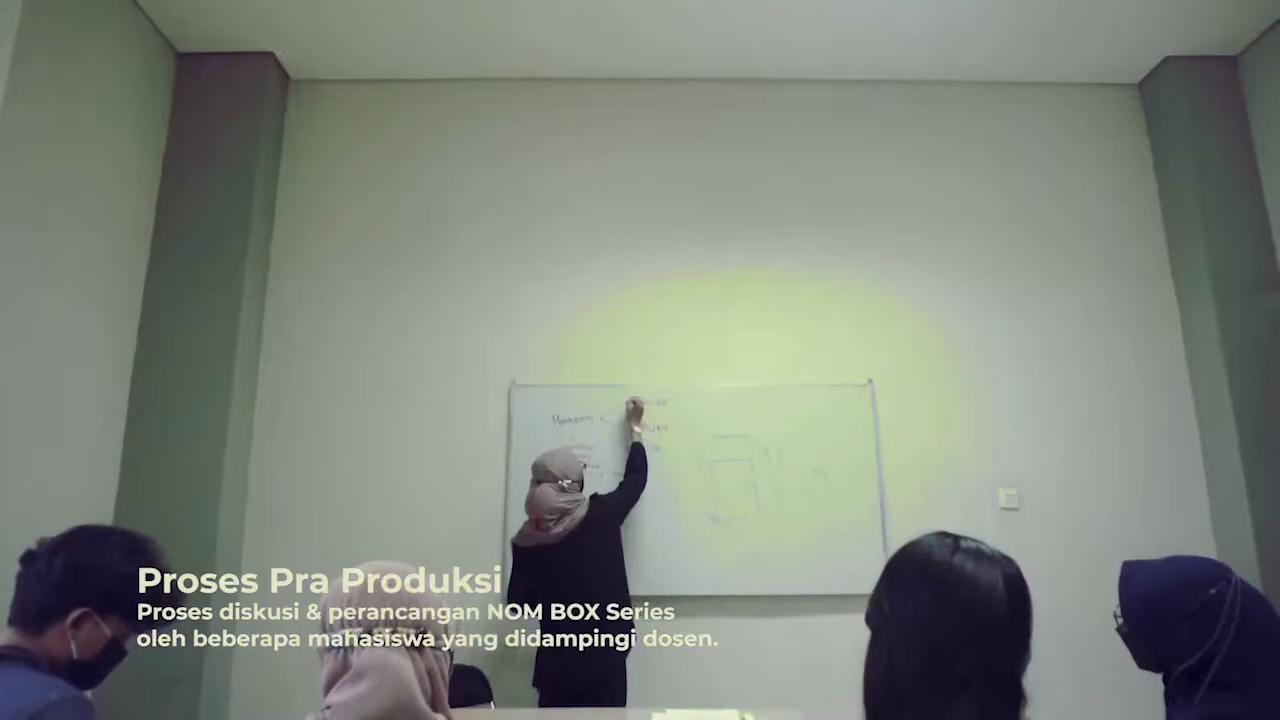 Proses Pra Produksi
Proses diskusi & perancangan NOM BOX Series
oleh beberapa mahasiswa yang didampingi dosen.